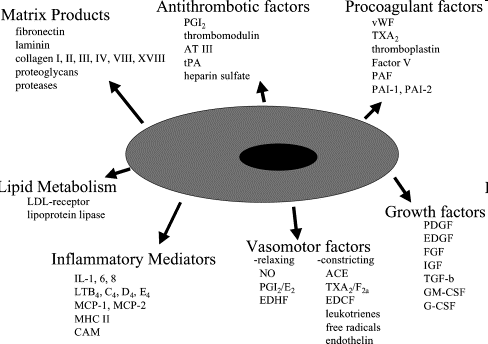 Matrix Products
fibronectin
laminin
collagen I, II, III, IV, VIII, XVIII
proteoglycans
proteases
Antithrombotic factors
PGI2
thrombomodulin
AT III
tPA
heparin sulfate
Procoagulant factors
vWF
TXA2
thromboplastin
Factor V
PAF
PAI-1, PAI-2
Lipid Metabolism
LDL-receptor
lipoprotein lipase
Inflammatory Mediators
IL-1, 6, 8
LTB4, C4, D4, E4
MCP-1, MCP-2
MHC II
CAM
Vasomotor factors
-relaxing
NO
PGI2/E2
EDHF
-constricting
ACE
TXA2/F2a
EDCF
leukotrienes
free radicals
endothelin
Growth factors
PDGF
EDGF
FGF
IGF
TGF-b
GM-CSF
G-CSF